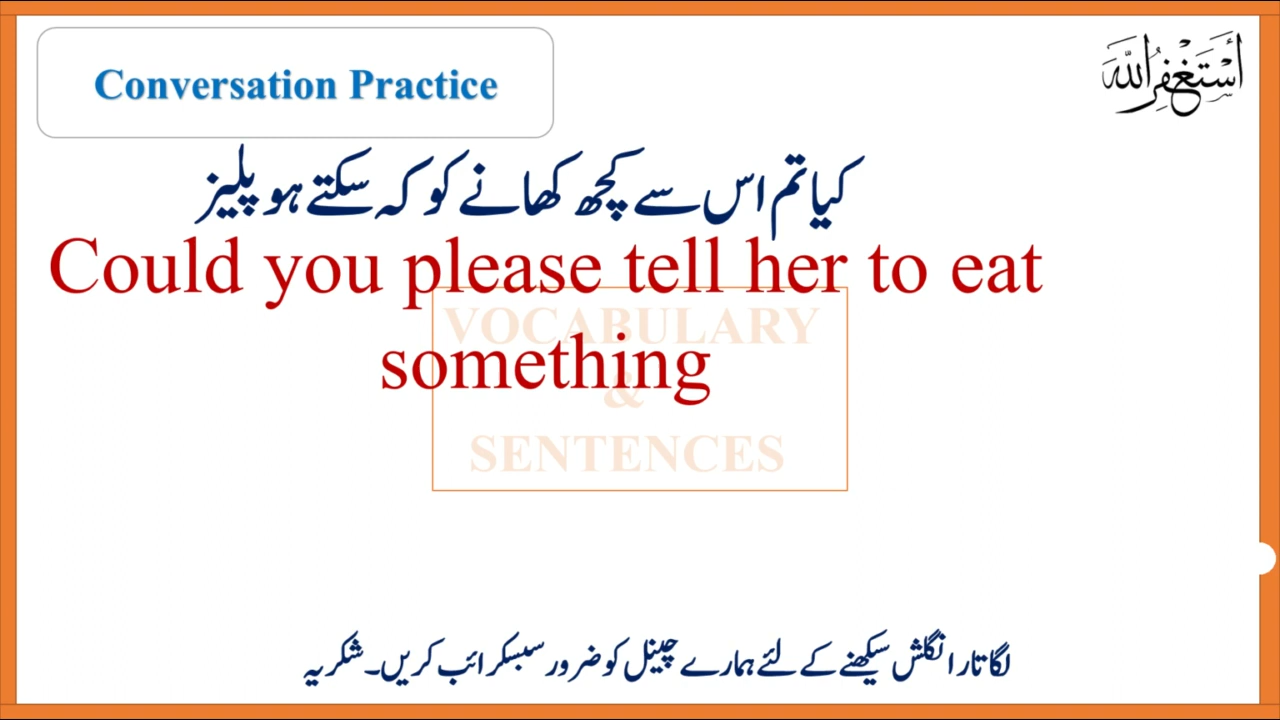 Conversation Practice
أَسْتَغْفِرُ اللّٰه
کیا تم اس سے کچھ کھانے کو کہ سکتے ہو پلیز
Could you please tell her to eat
something
VOCABULARY
&
SENTENCES
لگاتار انگلش سیکھنے کے لئے ہمارے چینل کو ضرور سبسکرائب کریں۔ شکریہ